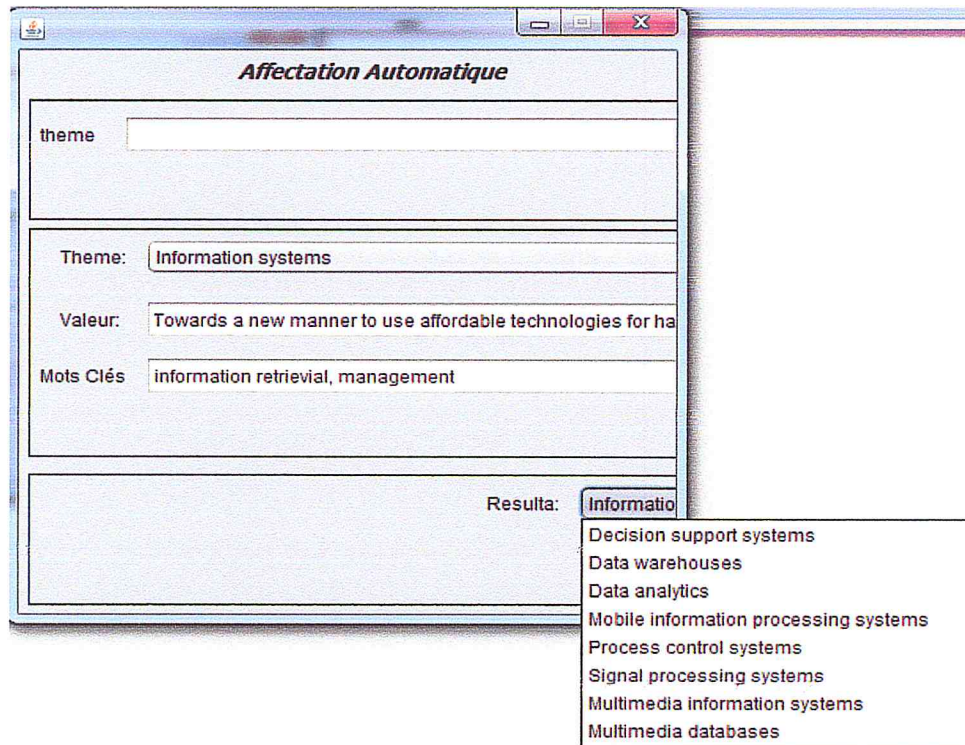 Affectation Automatique
theme
Theme: Information systems
Valeur: Towards a new manner to use affordable technologies for ha
Mots Clés information retrievial, management
Resulta: Informatio
Decision support systems
Data warehouses
Data analytics
Mobile information processing systems
Process control systems
Signal processing systems
Multimedia information systems
Multimedia databases